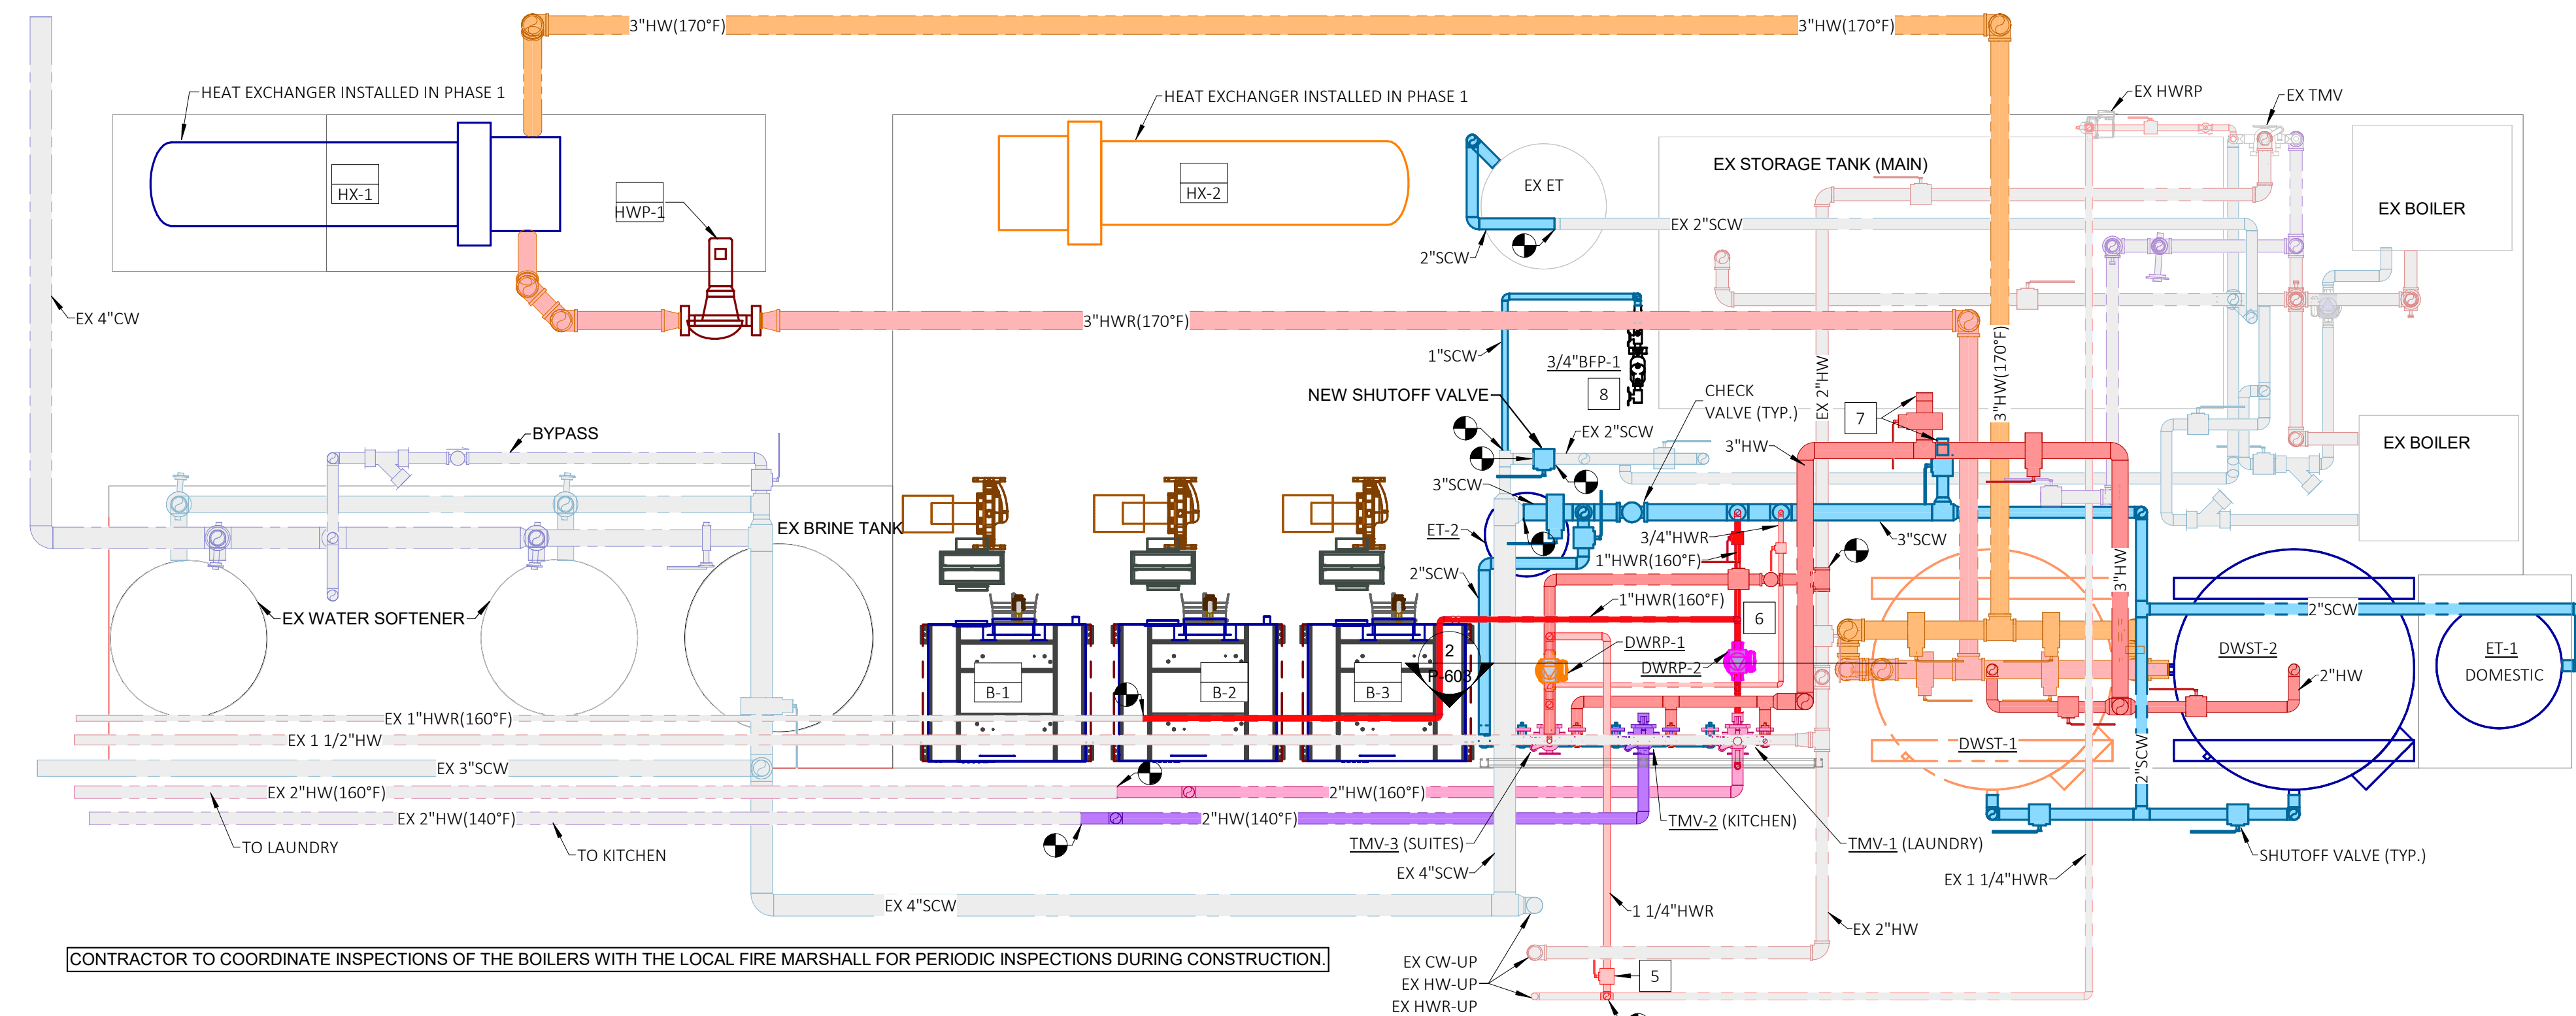 3"HW(170°F)
3"HW(170°F)
HEAT EXCHANGER INSTALLED IN PHASE 1
HEAT EXCHANGER INSTALLED IN PHASE 1
EX HWRP
EX TMV
EX STORAGE TANK (MAIN)
HX-1
HWP-1
HX-2
EX ET
EX BOILER
EX 2"SCW
2"SCW
EX 4"CW
3"HWR(170°F)
1"SCW
3/4"BFP-1
8
NEW SHUTOFF VALVE
CHECK
VALVE (TYP.)
EX 2"HW
3"HW(170°F)
7
BYPASS
EX 2"SCW
3"HW
EX BOILER
3"SCW
EX BRINE TANK
ET-2
3/4"HWR
3"SCW
1"HWR(160°F)
2"SCW
3"HW
1"HWR(160°F)
2"SCW
EX WATER SOFTENER
6
2
P-603
DWRP-1
DWRP-2
DWST-2
ET-1
DOMESTIC
2"HW
B-1
B-2
B-3
EX 1"HWR(160°F)
EX 1 1/2"HW
DWST-1
EX 3"SCW
2"SCW
EX 2"HW(160°F)
2"HW(160°F)
EX 2"HW(140°F)
2"HW(140°F)
TMV-2 (KITCHEN)
TO LAUNDRY
TO KITCHEN
TMV-3 (SUITES)
TMV-1 (LAUNDRY)
SHUTOFF VALVE (TYP.)
EX 4"SCW
EX 1 1/4"HWR
EX 4"SCW
1 1/4"HWR
EX 2"HW
CONTRACTOR TO COORDINATE INSPECTIONS OF THE BOILERS WITH THE LOCAL FIRE MARSHALL FOR PERIODIC INSPECTIONS DURING CONSTRUCTION.
EX CW-UP
EX HW-UP
EX HWR-UP
5